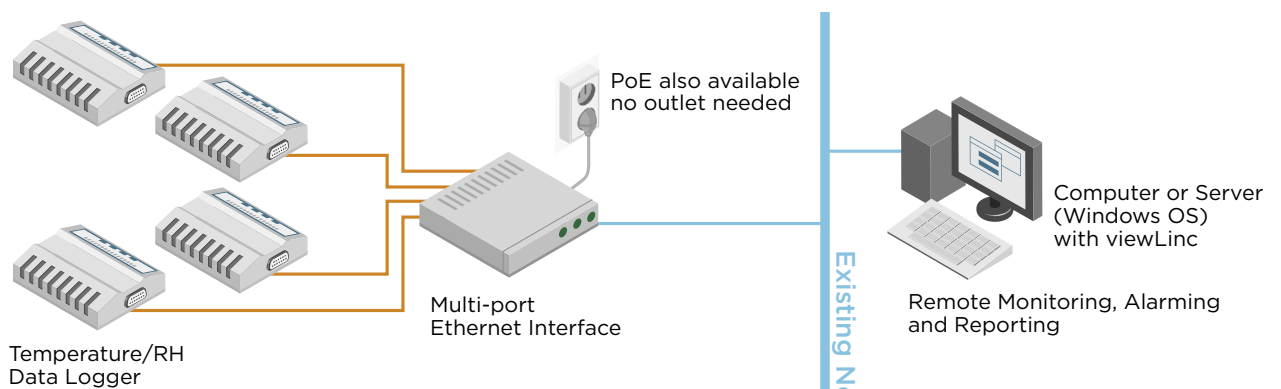 PoE also available
no outlet needed
Computer or Server
(Windows OS)
with viewLinc
Existing
Multi-port
Ethernet Interface
Remote Monitoring, Alarming
and Reporting
Temperature/RH
Data Logger